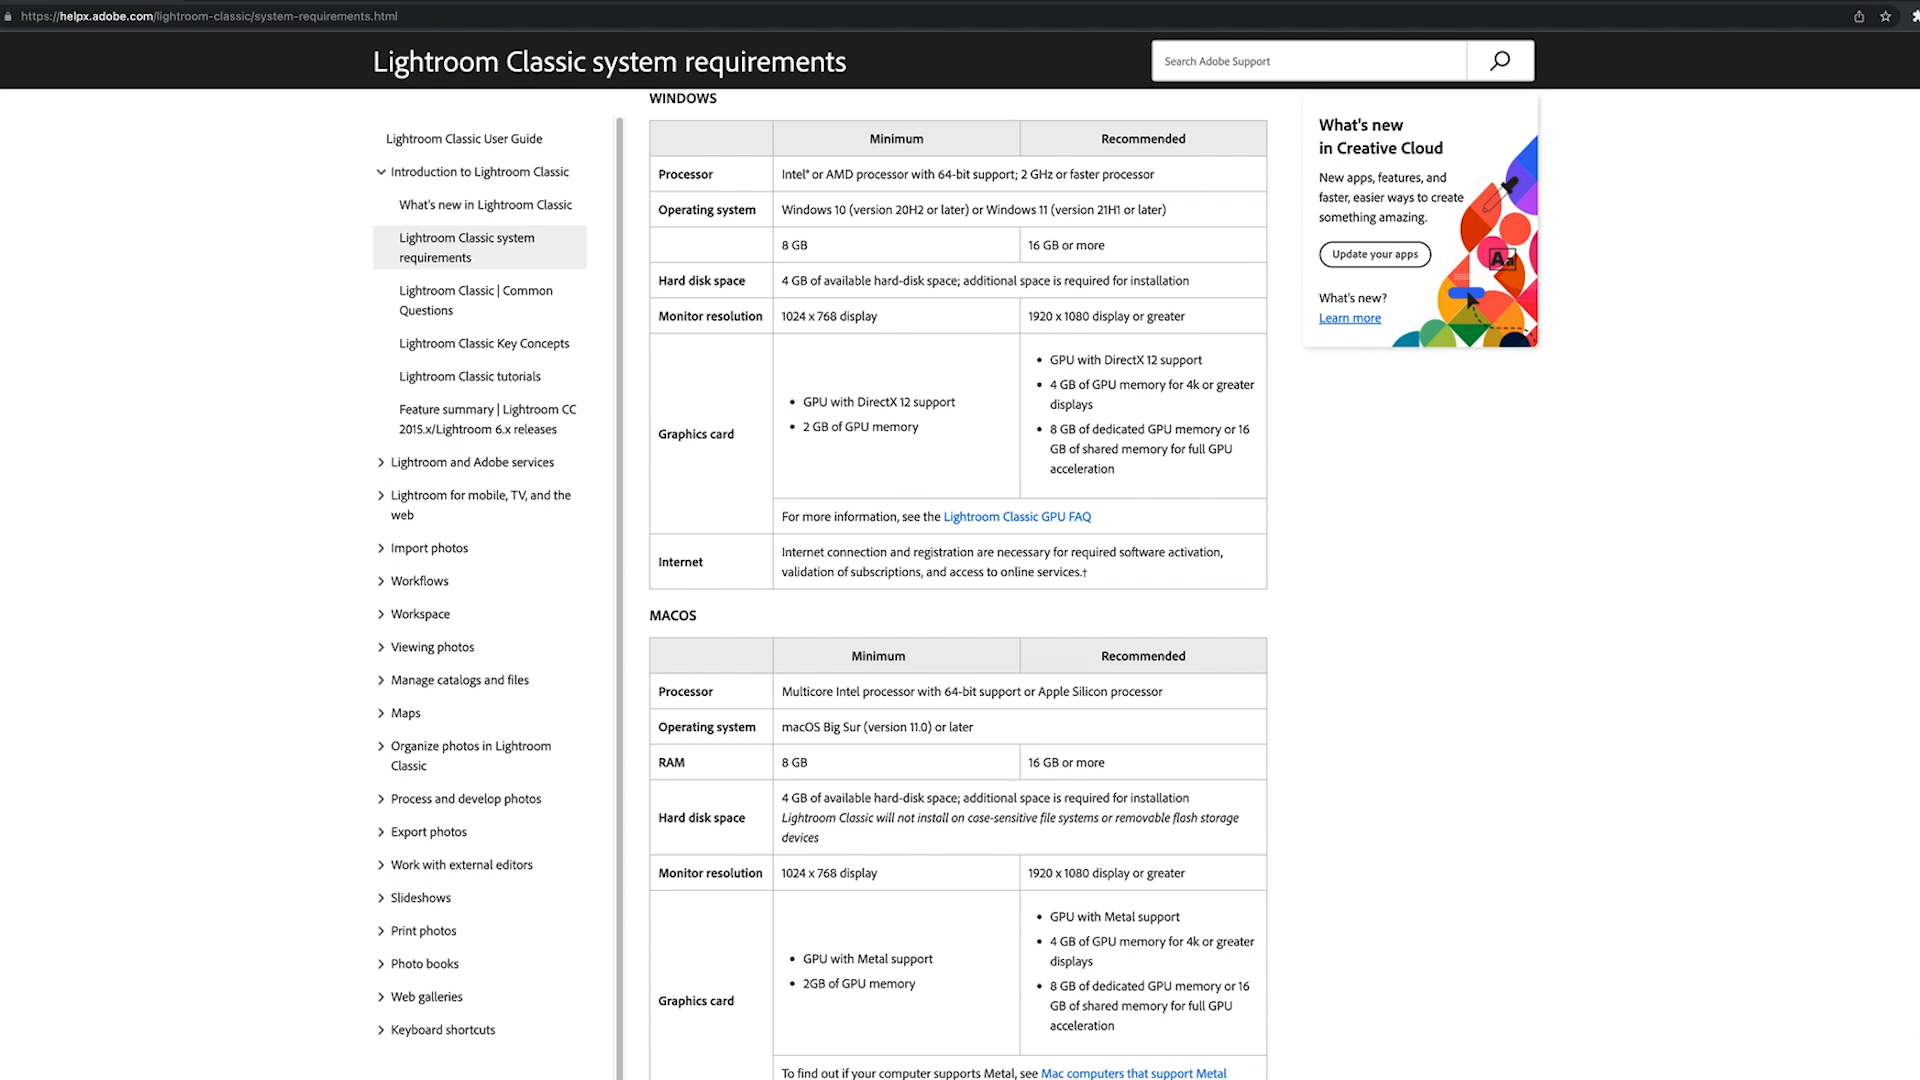 https://helpx.adobe.com/lightroom-classic/system-requirements.html
Lightroom Classic system requirements
Search Adobe Support
Lightroom Classic User Guide
Introduction to Lightroom Classic
What's new in Lightroom Classic
Lightroom Classic system
requirements
Lightroom Classic | Common
Questions
Lightroom Classic Key Concepts
Lightroom Classic tutorials
Feature summary | Lightroom CC
2015.x/Lightroom 6.x releases
Lightroom and Adobe services
Lightroom for mobile, TV, and the
web
Import photos
Workflows
Workspace
Viewing photos
Manage catalogs and files
Maps
Organize photos in Lightroom
Classic
Process and develop photos
Export photos
Work with external editors
Slideshows
Print photos
Photo books
Web galleries
Keyboard shortcuts
WINDOWS
Minimum Recommended
Processor Intel® or AMD processor with 64-bit support; 2 GHz or faster processor
Operating system Windows 10 (version 20H2 or later) or Windows 11 (version 21H1 or later)
8 GB 16 GB or more
Hard disk space 4 GB of available hard-disk space; additional space is required for installation
Monitor resolution 1024 x 768 display 1920 x 1080 display or greater
Graphics card
• GPU with DirectX 12 support
• 2 GB of GPU memory
• GPU with DirectX 12 support
• 4 GB of GPU memory for 4k or greater
displays
• 8 GB of dedicated GPU memory or 16
GB of shared memory for full GPU
acceleration
For more information, see the Lightroom Classic GPU FAQ
Internet
Internet connection and registration are necessary for required software activation,
validation of subscriptions, and access to online services.†
MACOS
Minimum Recommended
Processor Multicore Intel processor with 64-bit support or Apple Silicon processor
Operating system macOS Big Sur (version 11.0) or later
RAM 8 GB 16 GB or more
Hard disk space
4 GB of available hard-disk space; additional space is required for installation
Lightroom Classic will not install on case-sensitive file systems or removable flash storage
devices
Monitor resolution 1024 x 768 display 1920 x 1080 display or greater
Graphics card
• GPU with Metal support
• 2GB of GPU memory
• GPU with Metal support
• 4 GB of GPU memory for 4k or greater
displays
• 8 GB of dedicated GPU memory or 16
GB of shared memory for full GPU
acceleration
To find out if your computer supports Metal, see Mac computers that support Metal
What's new
in Creative Cloud
New apps, features, and
faster, easier ways to create
something amazing.
Update your apps
What's new?
Learn more
Aa